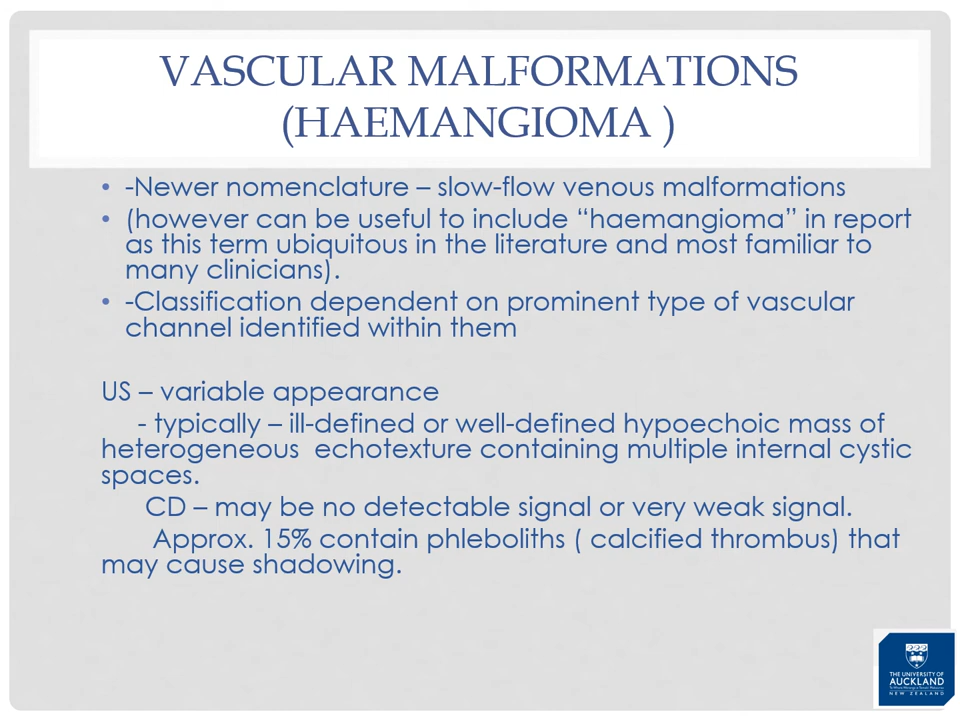 VASCULAR MALFORMATIONS
(HAEMANGIOMA )
• -Newer nomenclature – slow-flow venous malformations
• (however can be useful to include “haemangioma” in report
as this term ubiquitous in the literature and most familiar to
many clinicians).
• -Classification dependent on prominent type of vascular
channel identified within them
US – variable appearance
- typically – ill-defined or well-defined hypoechoic mass of
heterogeneous echotexture containing multiple internal cystic
spaces.
CD – may be no detectable signal or very weak signal.
Approx. 15% contain phleboliths ( calcified thrombus) that
may cause shadowing.
THE UNIVERSITY OF
AUCKLAND
NEW ZEALAND